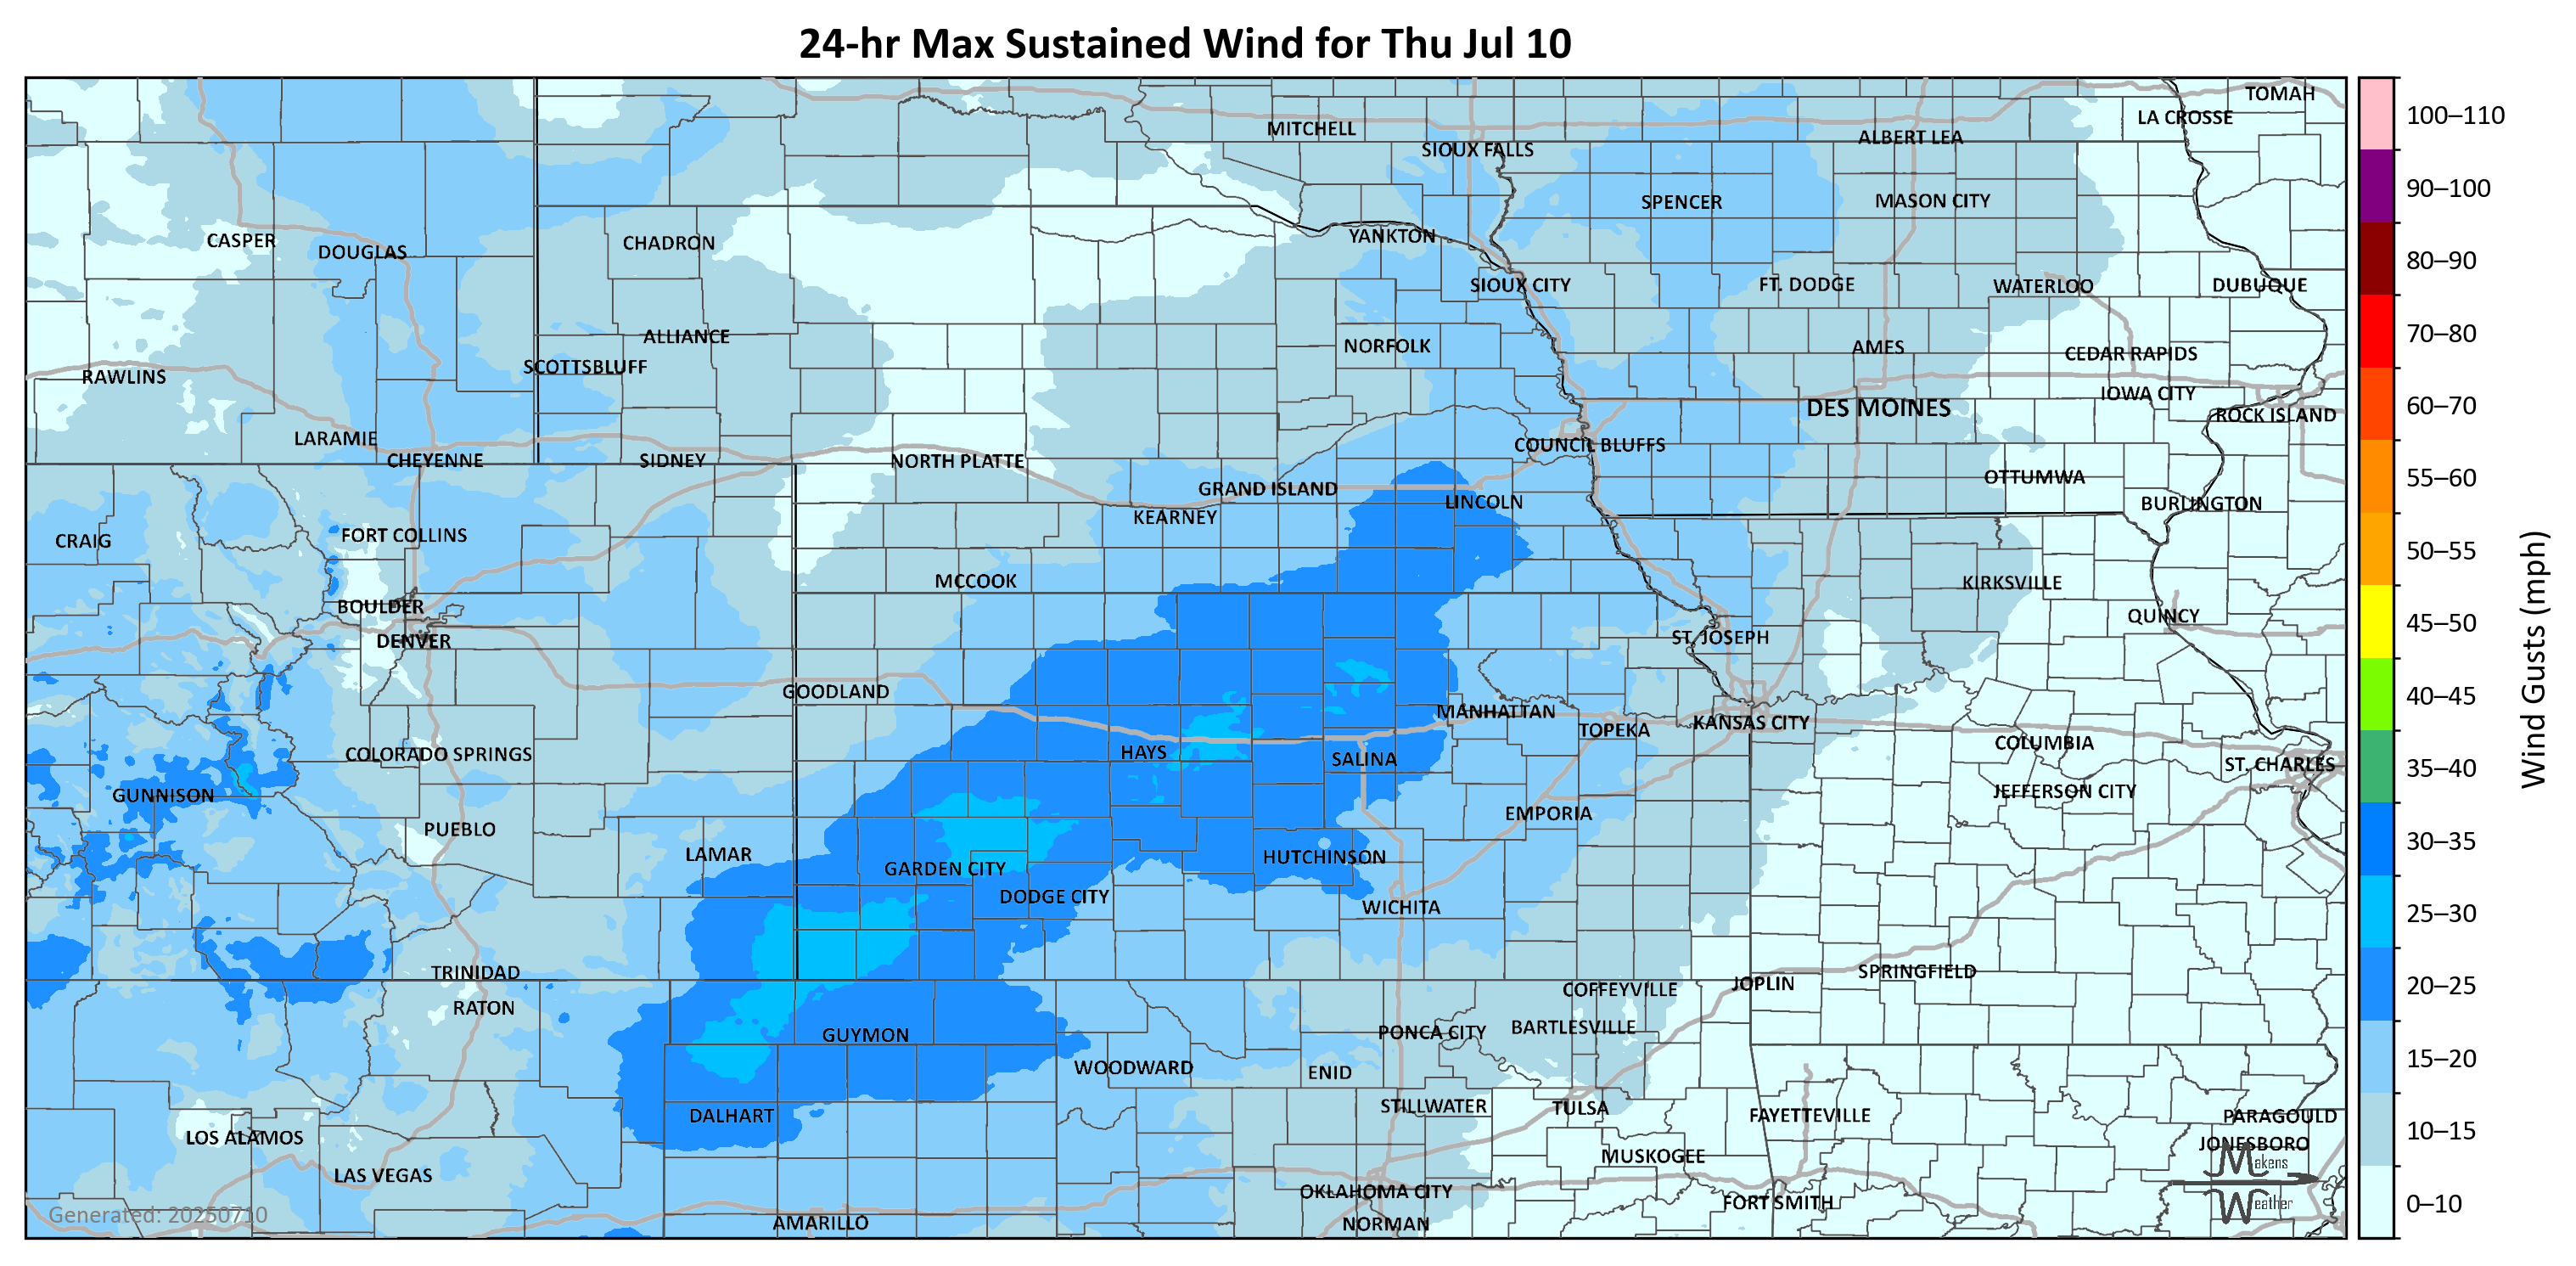 24-hr Max Sustained Wind for Thu Jul 10
TOMAH
LA CROSSE
MITCHELL
ALBERT LEA
SIOUX FALLS
SPENCER
MASON CITY
YANKTON
CASPER
CHADRON
DOUGLAS
SIOUX CITY
FT. DODGE
WATERLOO
DUBUQUE
ALLIANCE
NORFOLK
AMES
CEDAR RAPIDS
SCOTTSBLUFF
RAWLINS
IOWA CITY
DES MOINES
ROCK ISLAND
LARAMIE
COUNCIL BLUFFS
CHEYENNE
SIDNEY
NORTH PLATTE
OTTUMWA
GRAND ISLAND
LINCOLN
BURLINGTON
KEARNEY
FORT COLLINS
CRAIG
MCCOOK
KIRKSVILLE
BOULDER
QUINCY
DENVER
ST. JOSEPH
GOODLAND
MANHATTAN
KANSAS CITY
TOPEKA
COLUMBIA
HAYS
COLORADO SPRINGS
SALINA
ST. CHARLES
JEFFERSON CITY
GUNNISON
EMPORIA
PUEBLO
LAMAR
HUTCHINSON
GARDEN CITY
DODGE CITY
WICHITA
TRINIDAD
SPRINGFIELD
JOPLIN
COFFEYVILLE
RATON
BARTLESVILLE
PONCA CITY
GUYMON
WOODWARD
ENID
STILLWATER
TULSA
DALHART
FAYETTEVILLE
PARAGOULD
LOS ALAMOS
JONESBORO
MUSKOGEE
LAS VEGAS
OKLAHOMA CITY
FORT SMITH
AMARILLO
NORMAN
Makens
Weather
Generated: 20250710
100–110
90–100
80–90
70–80
60–70
55–60
50–55
45–50
40–45
35–40
30–35
25–30
20–25
15–20
10–15
0–10
Wind Gusts (mph)